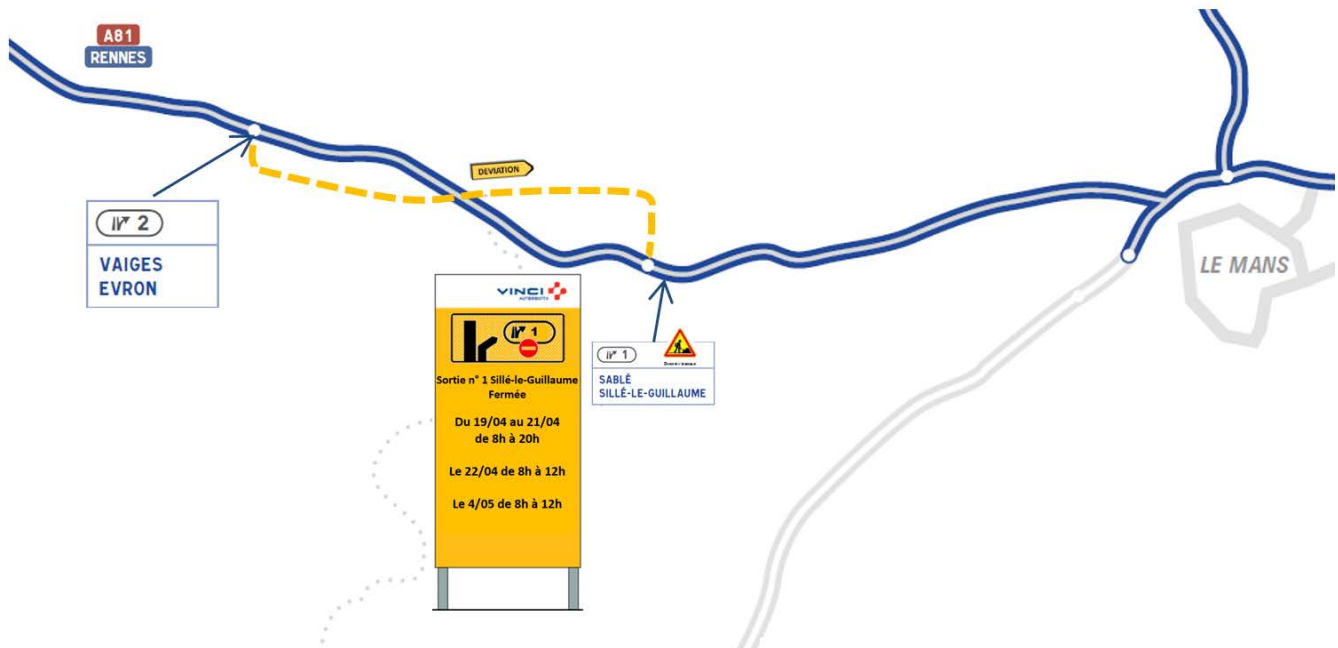 A81
RENNES
DEVIATION
2
VAIGES
EVRON
LE MANS
VINCI
AUTOROUTES
1
Sortie n° 1 Sillé-le-Guillaume
Fermée
Du 19/04 au 21/04
de 8h à 20h
Le 22/04 de 8h à 12h
Le 4/05 de 8h à 12h
1
SABLÉ
SILLÉ-LE-GUILLAUME